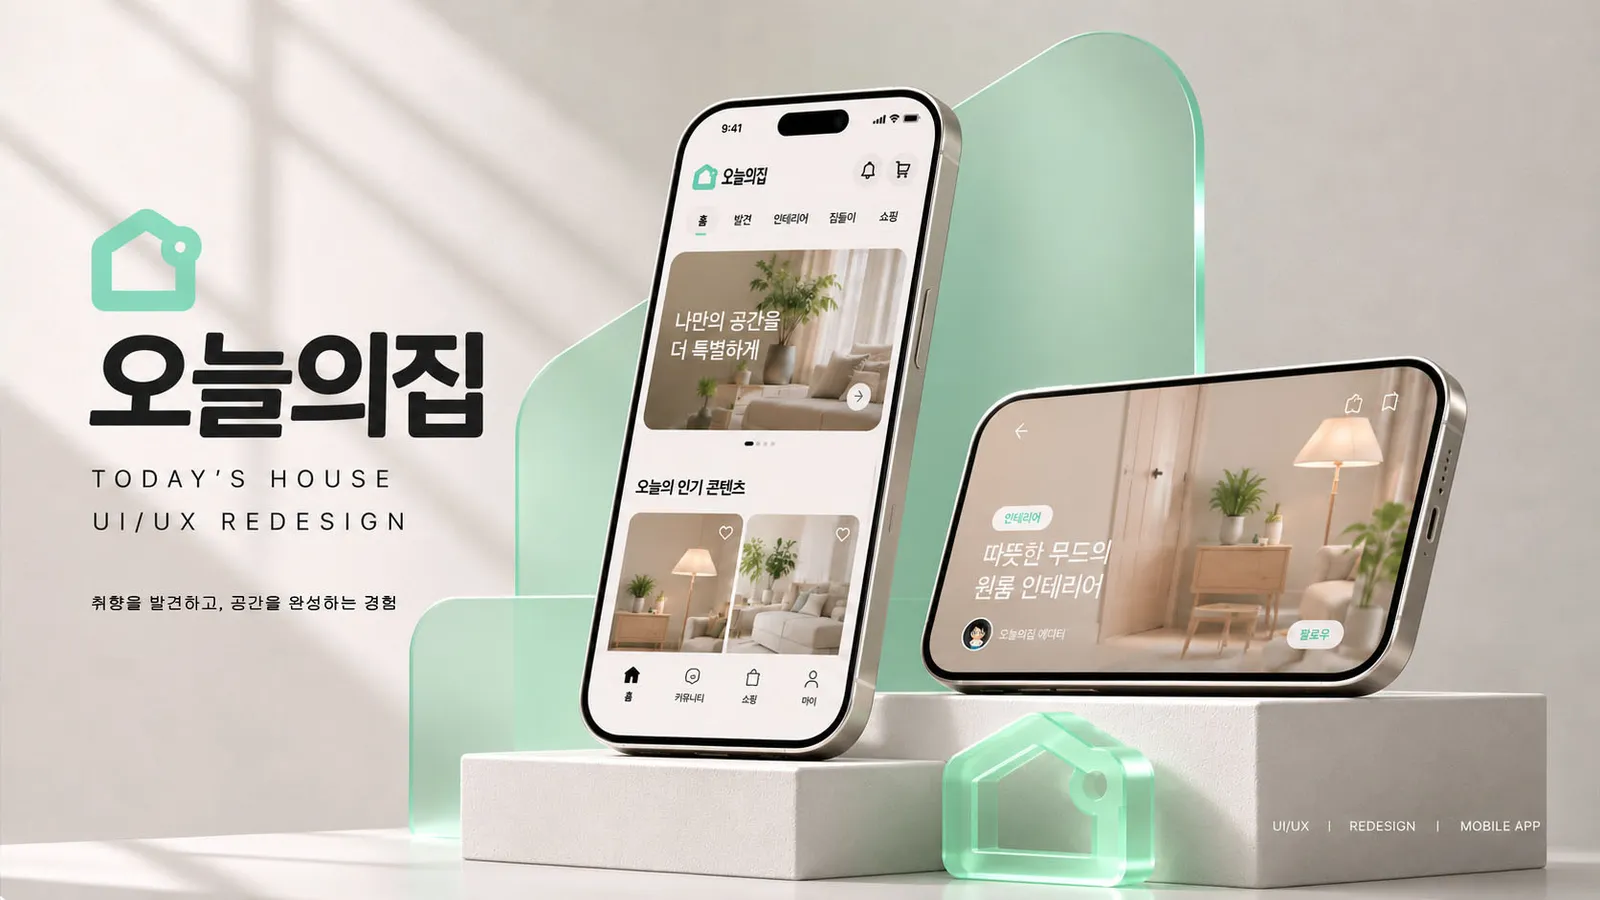 오늘의집
TODAY'S HOUSE
UI/UX REDESIGN
취향을 발견하고, 공간을 완성하는 경험
9:41
오늘의집
홈 발견 인테리어 집들이 쇼핑
나만의 공간을
더 특별하게
오늘의 인기 콘텐츠
홈 커뮤니티 쇼핑 마이
인테리어
따뜻한 무드의
원룸 인테리어
오늘의집 에디터
팔로우
UI/UX | REDESIGN | MOBILE APP